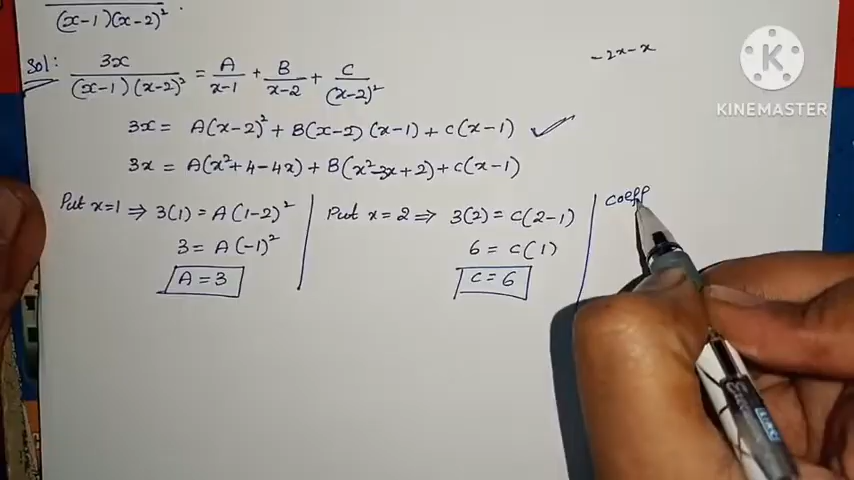 (x-1)(x-2)²
Sol: 3x/(x-1)(x-2)² = A/x-1 + B/x-2 + C/(x-2)²
-2x-x
3x = A(x-2)² + B(x-2)(x-1) + C(x-1)
3x = A(x²+4-4x) + B(x²-3x+2) + C(x-1)
Put x=1 ⇒ 3(1) = A(1-2)²
3 = A(-1)²
A = 3
Put x = 2 ⇒ 3(2) = C(2-1)
6 = C(1)
C = 6
coeff
K
KINEMASTER